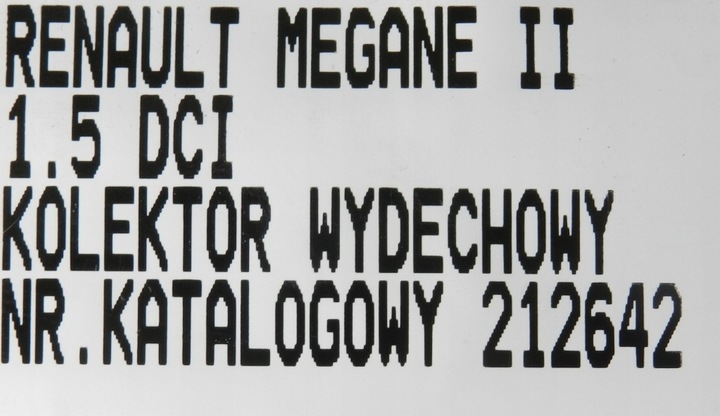 RENAULT MEGANE II
1.5 DCI
KOLEKTOR WYDECHOWY
NR.KATALOGOWY 212642